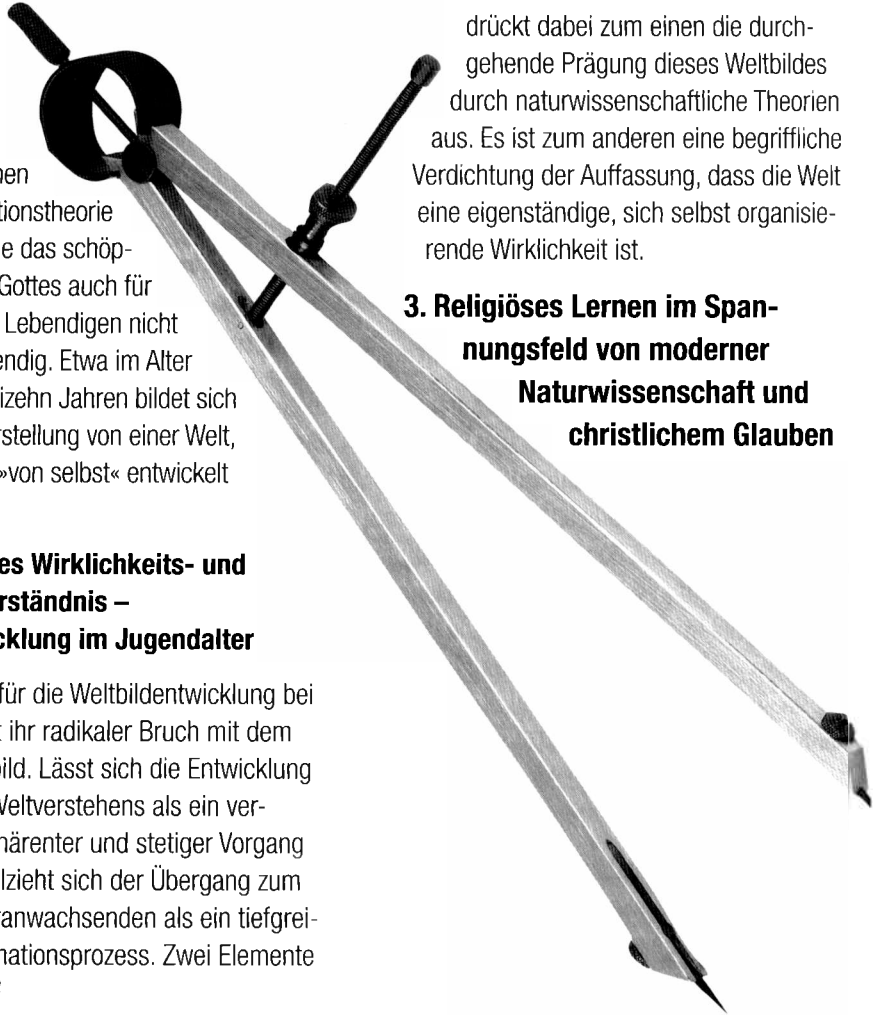 tionstheorie
e das schöp-
Gottes auch für
Lebendigen nicht
endig. Etwa im Alter
izehn Jahren bildet sich
rstellung von einer Welt,
»von selbst« entwickelt
es Wirklichkeits- und
rständnis –
cklung im Jugendalter
für die Weltbildentwicklung bei
t ihr radikaler Bruch mit dem
ild. Lässt sich die Entwicklung
Weltverstehens als ein ver-
härenter und stetiger Vorgang
lzieht sich der Übergang zum
ranwachsenden als ein tiefgrei-
mationsprozess. Zwei Elemente
drückt dabei zum einen die durch-
gehende Prägung dieses Weltbildes
durch naturwissenschaftliche Theorien
aus. Es ist zum anderen eine begriffliche
Verdichtung der Auffassung, dass die Welt
eine eigenständige, sich selbst organisie-
rende Wirklichkeit ist.
3. Religiöses Lernen im Span-
nungsfeld von moderner
Naturwissenschaft und
christlichem Glauben